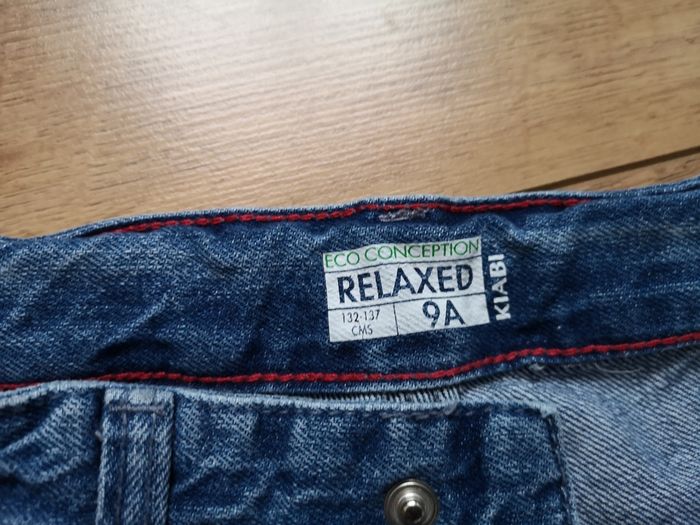 ECO CONCEPTION
RELAXED
132-137
CMS
9A
KIABI